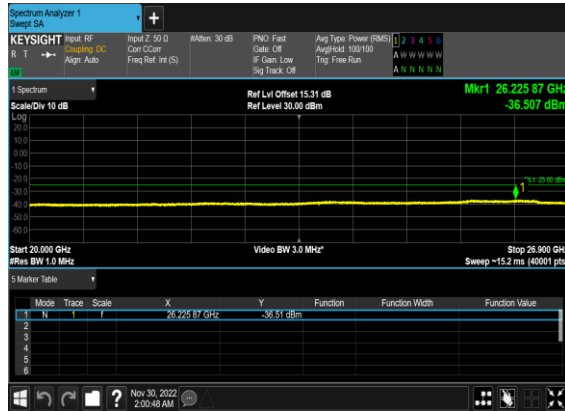 Spectrum Analyzer 1
Swept SA
+
KEYSIGHT Input: RF Input Z: 50 Ω #Atten: 30 dB PNO: Fast Avg Type: Power (RMS) 1 2 3 4 5 6
R T Coupling: DC Corr CCorr Gate: Off Avg|Hold: 100/100 A W W W W W
Align: Auto Freq Ref: Int (S) IF Gain: Low Trig: Free Run
Sig Track: Off A N N N N N
1 Spectrum Ref Lvl Offset 15.31 dB Mkr1 26.225 87 GHz
Scale/Div 10 dB Ref Level 30.00 dBm -36.507 dBm
Log
20.0
10.0
0.00
-10.0
-20.0
DL1 -25.00 dBm
1
-30.0
-40.0
-50.0
-60.0
Start 20.000 GHz Video BW 3.0 MHz* Stop 26.900 GHz
#Res BW 1.0 MHz Sweep ~15.2 ms (40001 pts)
5 Marker Table
Mode Trace Scale X Y Function Function Width Function Value
1 N 1 f 26.225 87 GHz -36.51 dBm
2
3
4
5
6
? Nov 30, 2022
2:00:48 AM